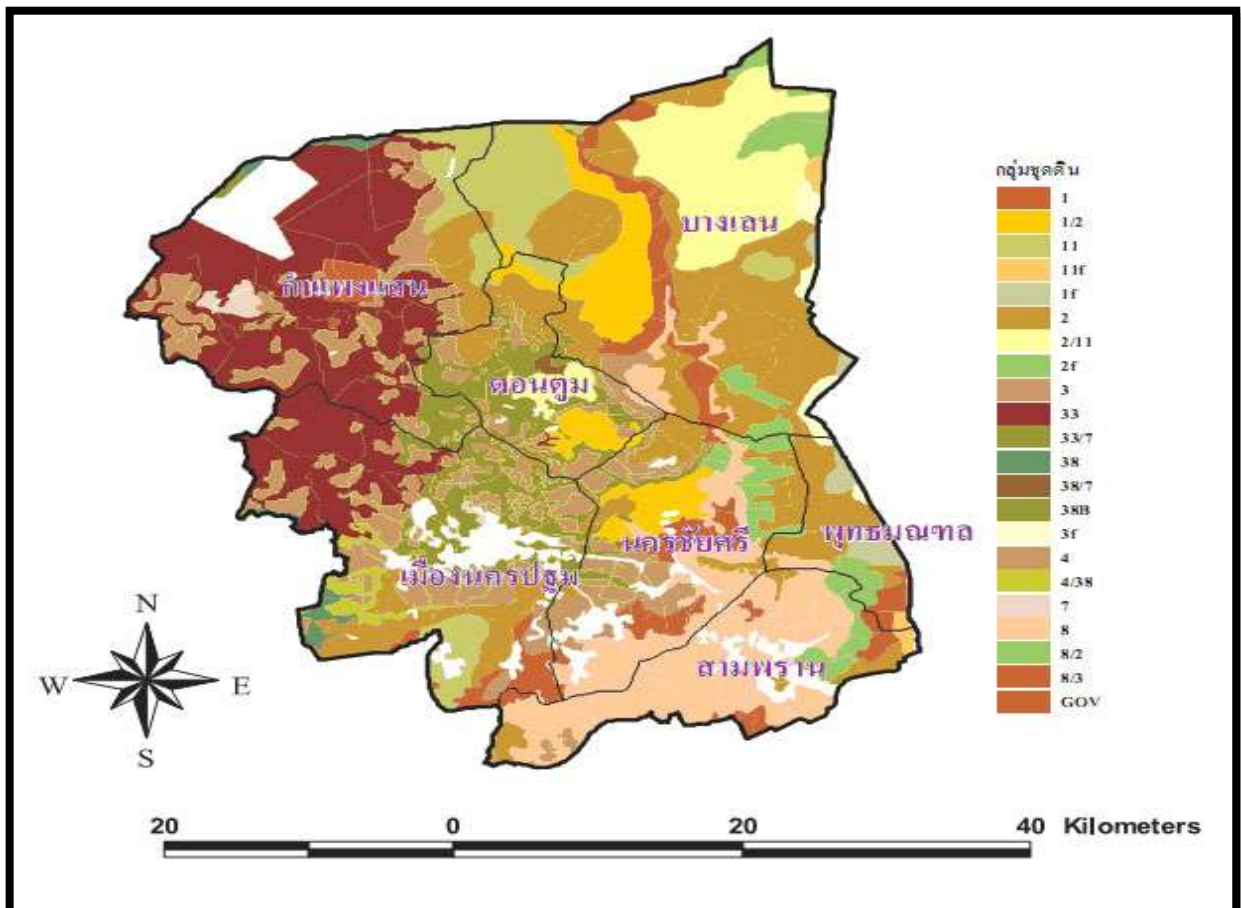 บางเลน
กำแพงแสน
ดอนตูม
นครชัยศรี
พุทธมณฑล
เมืองนครปฐม
สามพราน
กลุ่มชุดดิน
1
1/2
11
11f
1f
2
2/11
2f
3
33
33/7
38
38/7
38B
3f
4
4/38
7
8
8/2
8/3
GOV
N
W E
S
20 0 20 40 Kilometers